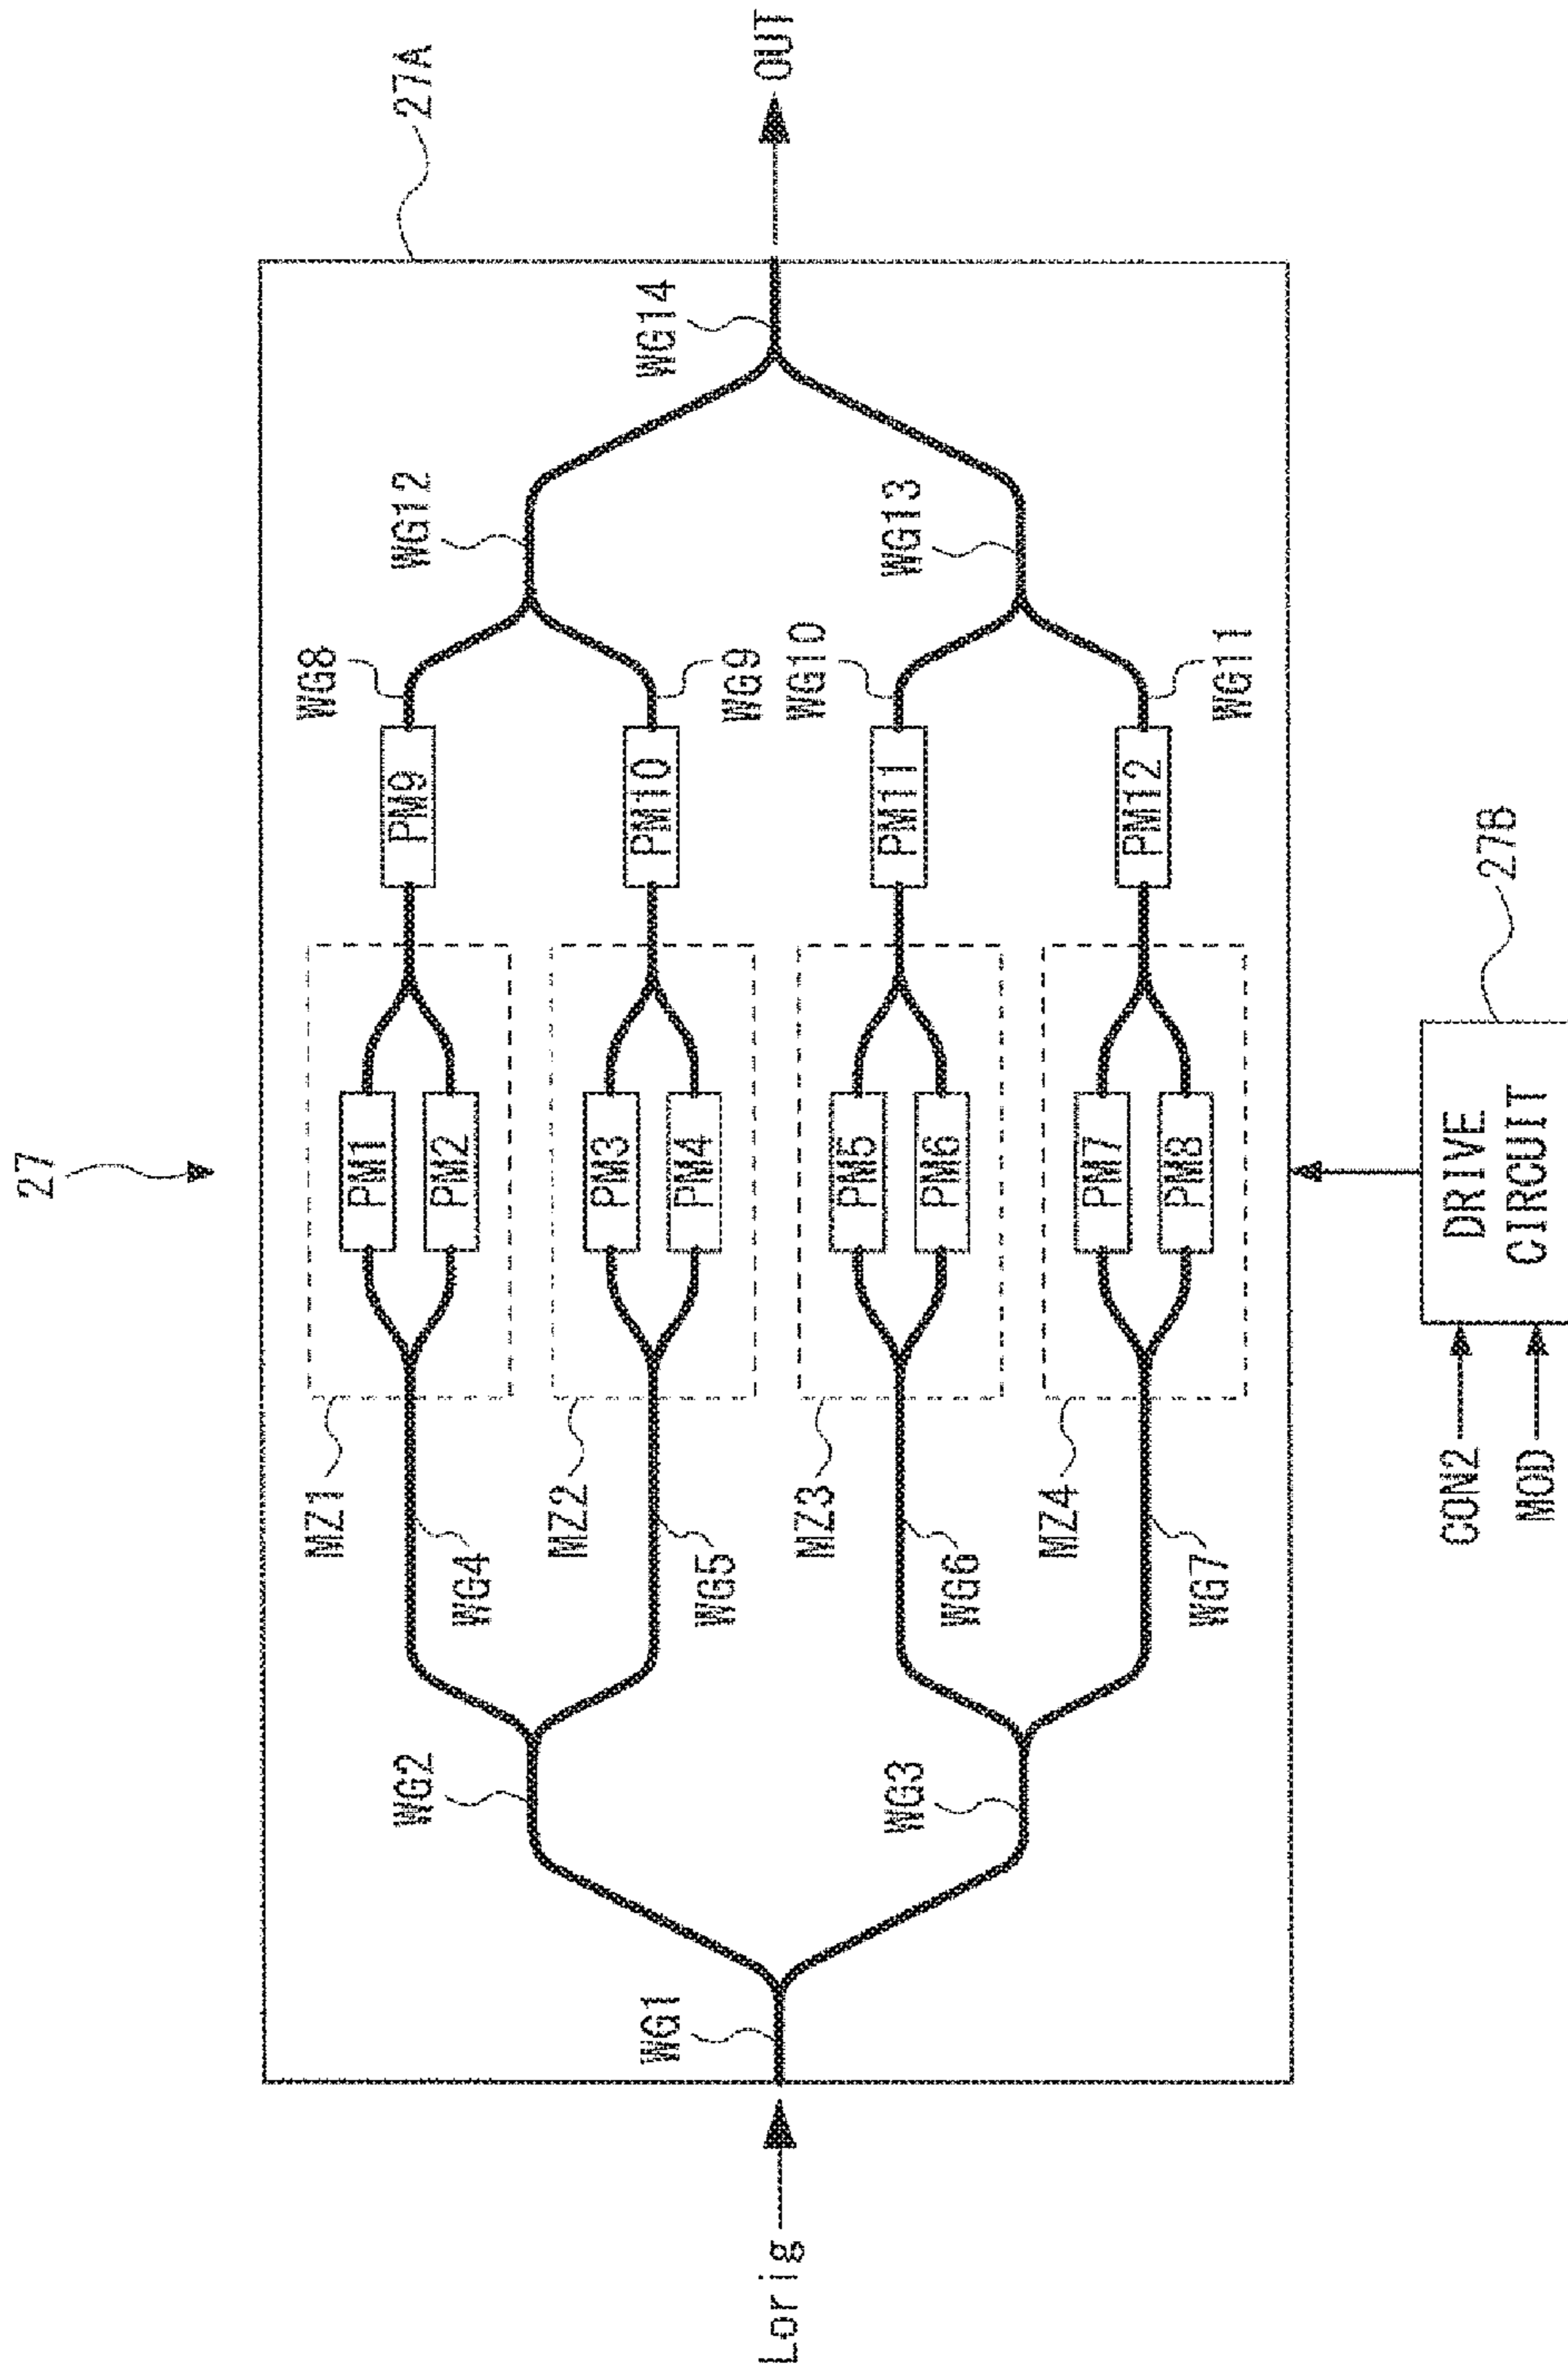 27
27A
Lorig
OUT
WG1
WG2
WG3
WG4
WG5
WG6
WG7
MZ1
MZ2
MZ3
MZ4
PM1
PM2
PM3
PM4
PM5
PM6
PM7
PM8
PM9
PM10
PM11
PM12
WG8
WG9
WG10
WG11
WG12
WG13
WG14
CON2
MOD
DRIVE
CIRCUIT
27B